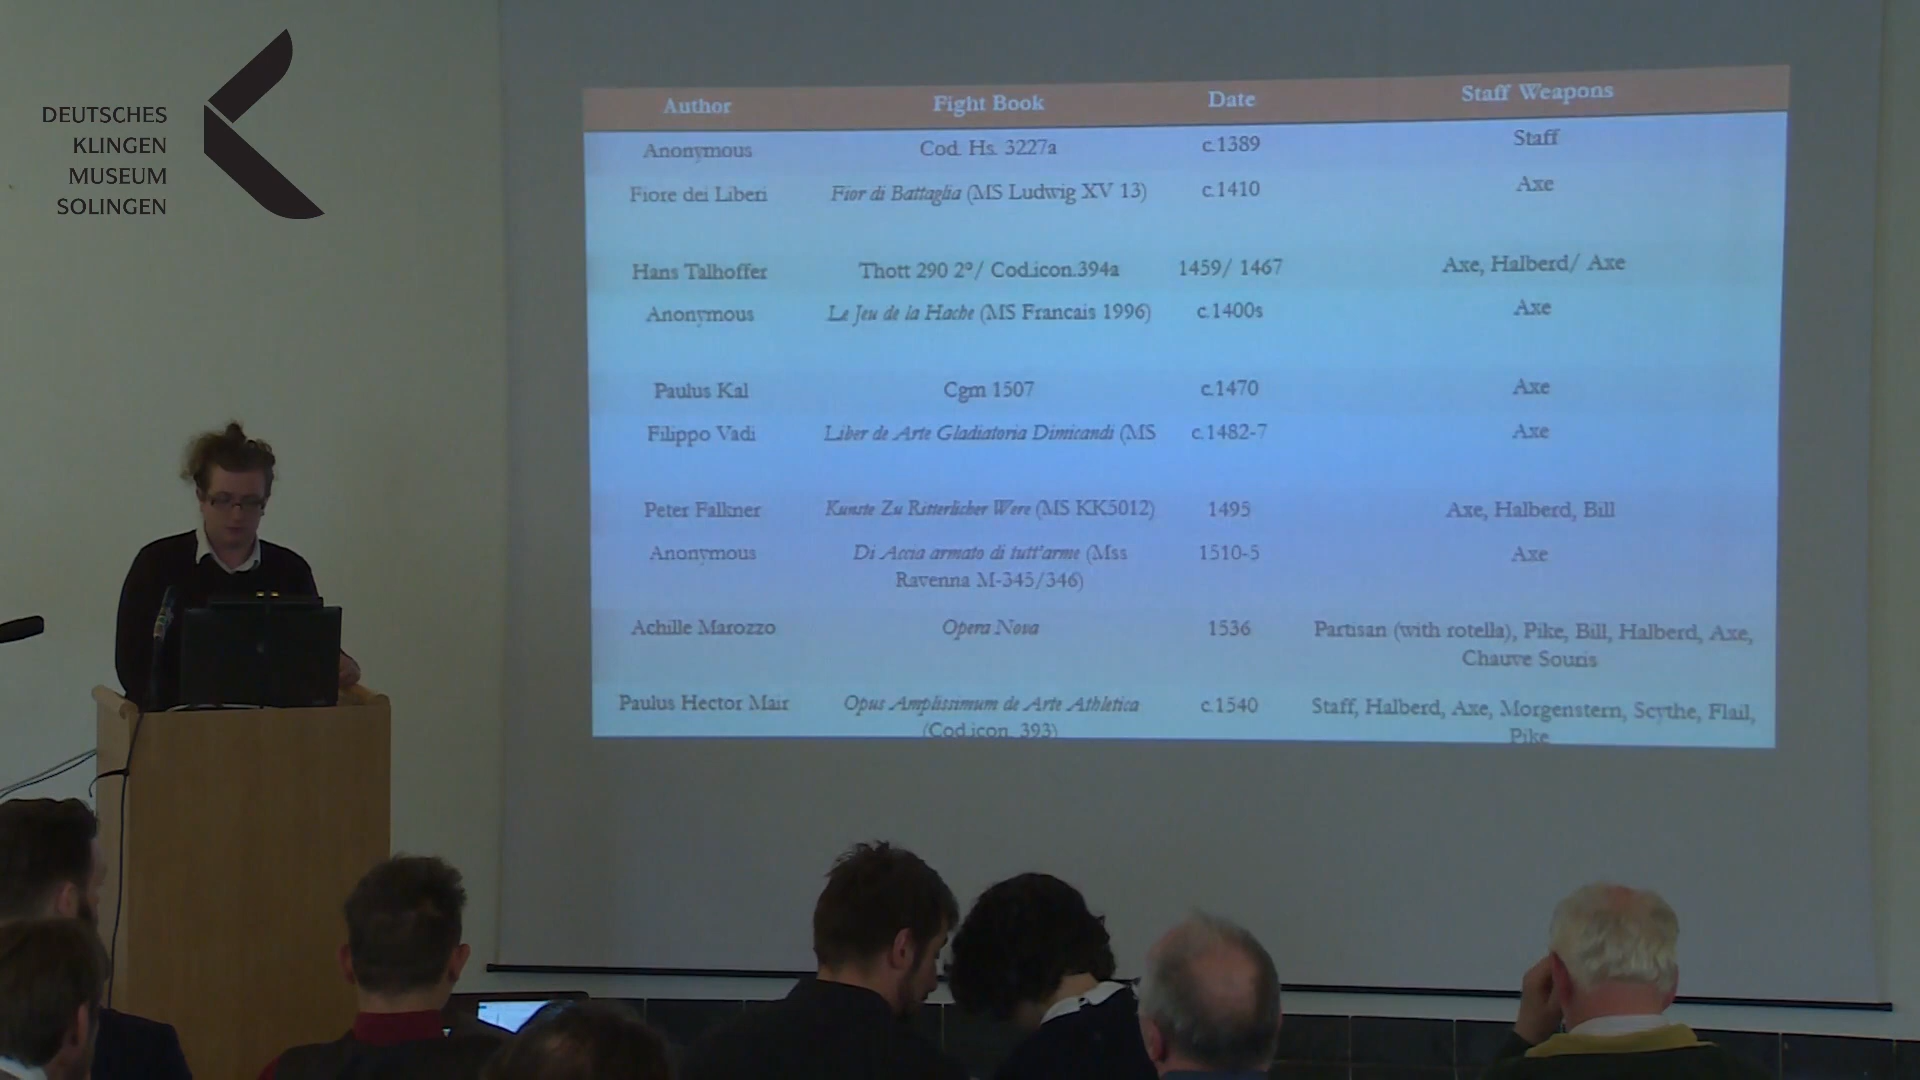 DEUTSCHES
KLINGEN
MUSEUM
SOLINGEN
Author Fight Book Date Staff Weapons
Anonymous Cod. Hs. 3227a c.1389 Staff
Fiore dei Liberi Fior di Battaglia (MS Ludwig XV 13) c.1410 Axe
Hans Talhoffer Thott 290 2°/ Cod.icon.394a 1459/ 1467 Axe, Halberd/ Axe
Anonymous Le Jeu de la Hache (MS Francais 1996) c.1400s Axe
Paulus Kal Cgm 1507 c.1470 Axe
Filippo Vadi Liber de Arte Gladiatoria Dimicandi (MS c.1482-7 Axe
Peter Falkner Kunste Zu Ritterlicher Were (MS KK5012) 1495 Axe, Halberd, Bill
Anonymous Di Accia armato di tutt'arme (Mss 1510-5 Axe
Ravenna M-345/346)
Achille Marozzo Opera Nova 1536 Partisan (with rotella), Pike, Bill, Halberd, Axe,
Chauve Souris
Paulus Hector Mair Opus Amplissimum de Arte Athletica c.1540 Staff, Halberd, Axe, Morgenstern, Scythe, Flail,
(Cod.icon. 393) Pike